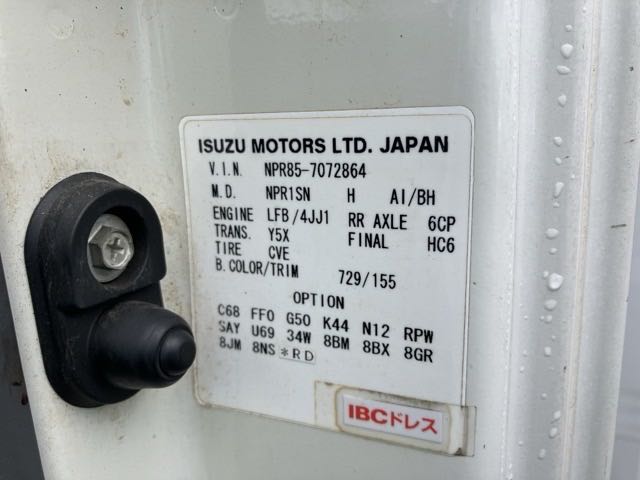 ISUZU MOTORS LTD. JAPAN
V.I.N. NPR85-7072864
M.D. NPR1SN H AI/BH
ENGINE LFB/4JJ1 RR AXLE 6CP
TRANS. Y5X FINAL HC6
TIRE CVE
B.COLOR/TRIM 729/155
OPTION
C68 FF0 G50 K44 N12 RPW
SAY U69 34W 8BM 8BX 8GR
8JM 8NS *RD
IBCドレス